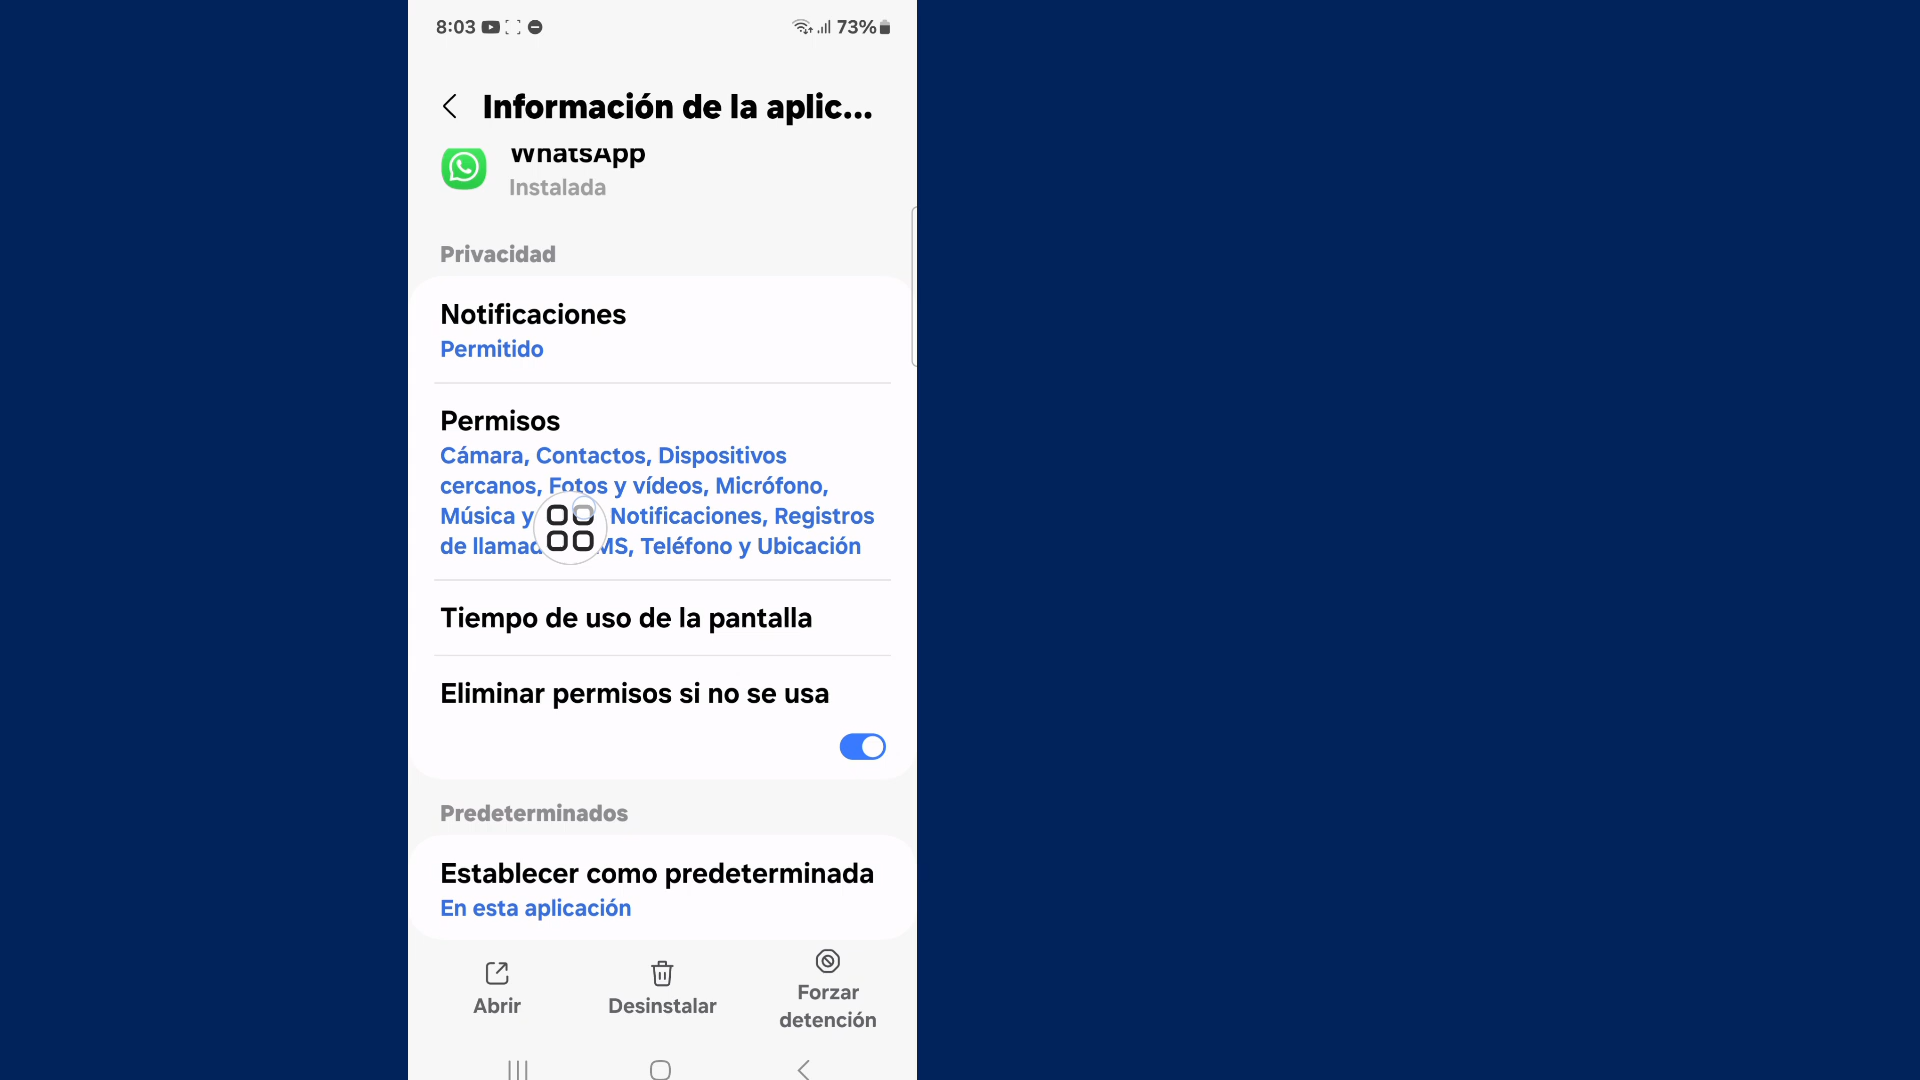 8:03
73%
Información de la aplic...
WhatsApp
Instalada
Privacidad
Notificaciones
Permitido
Permisos
Cámara, Contactos, Dispositivos
cercanos, Fotos y vídeos, Micrófono,
Música y Notificaciones, Registros
de llamad MS, Teléfono y Ubicación
Tiempo de uso de la pantalla
Eliminar permisos si no se usa
Predeterminados
Establecer como predeterminada
En esta aplicación
Abrir
Desinstalar
Forzar
detención